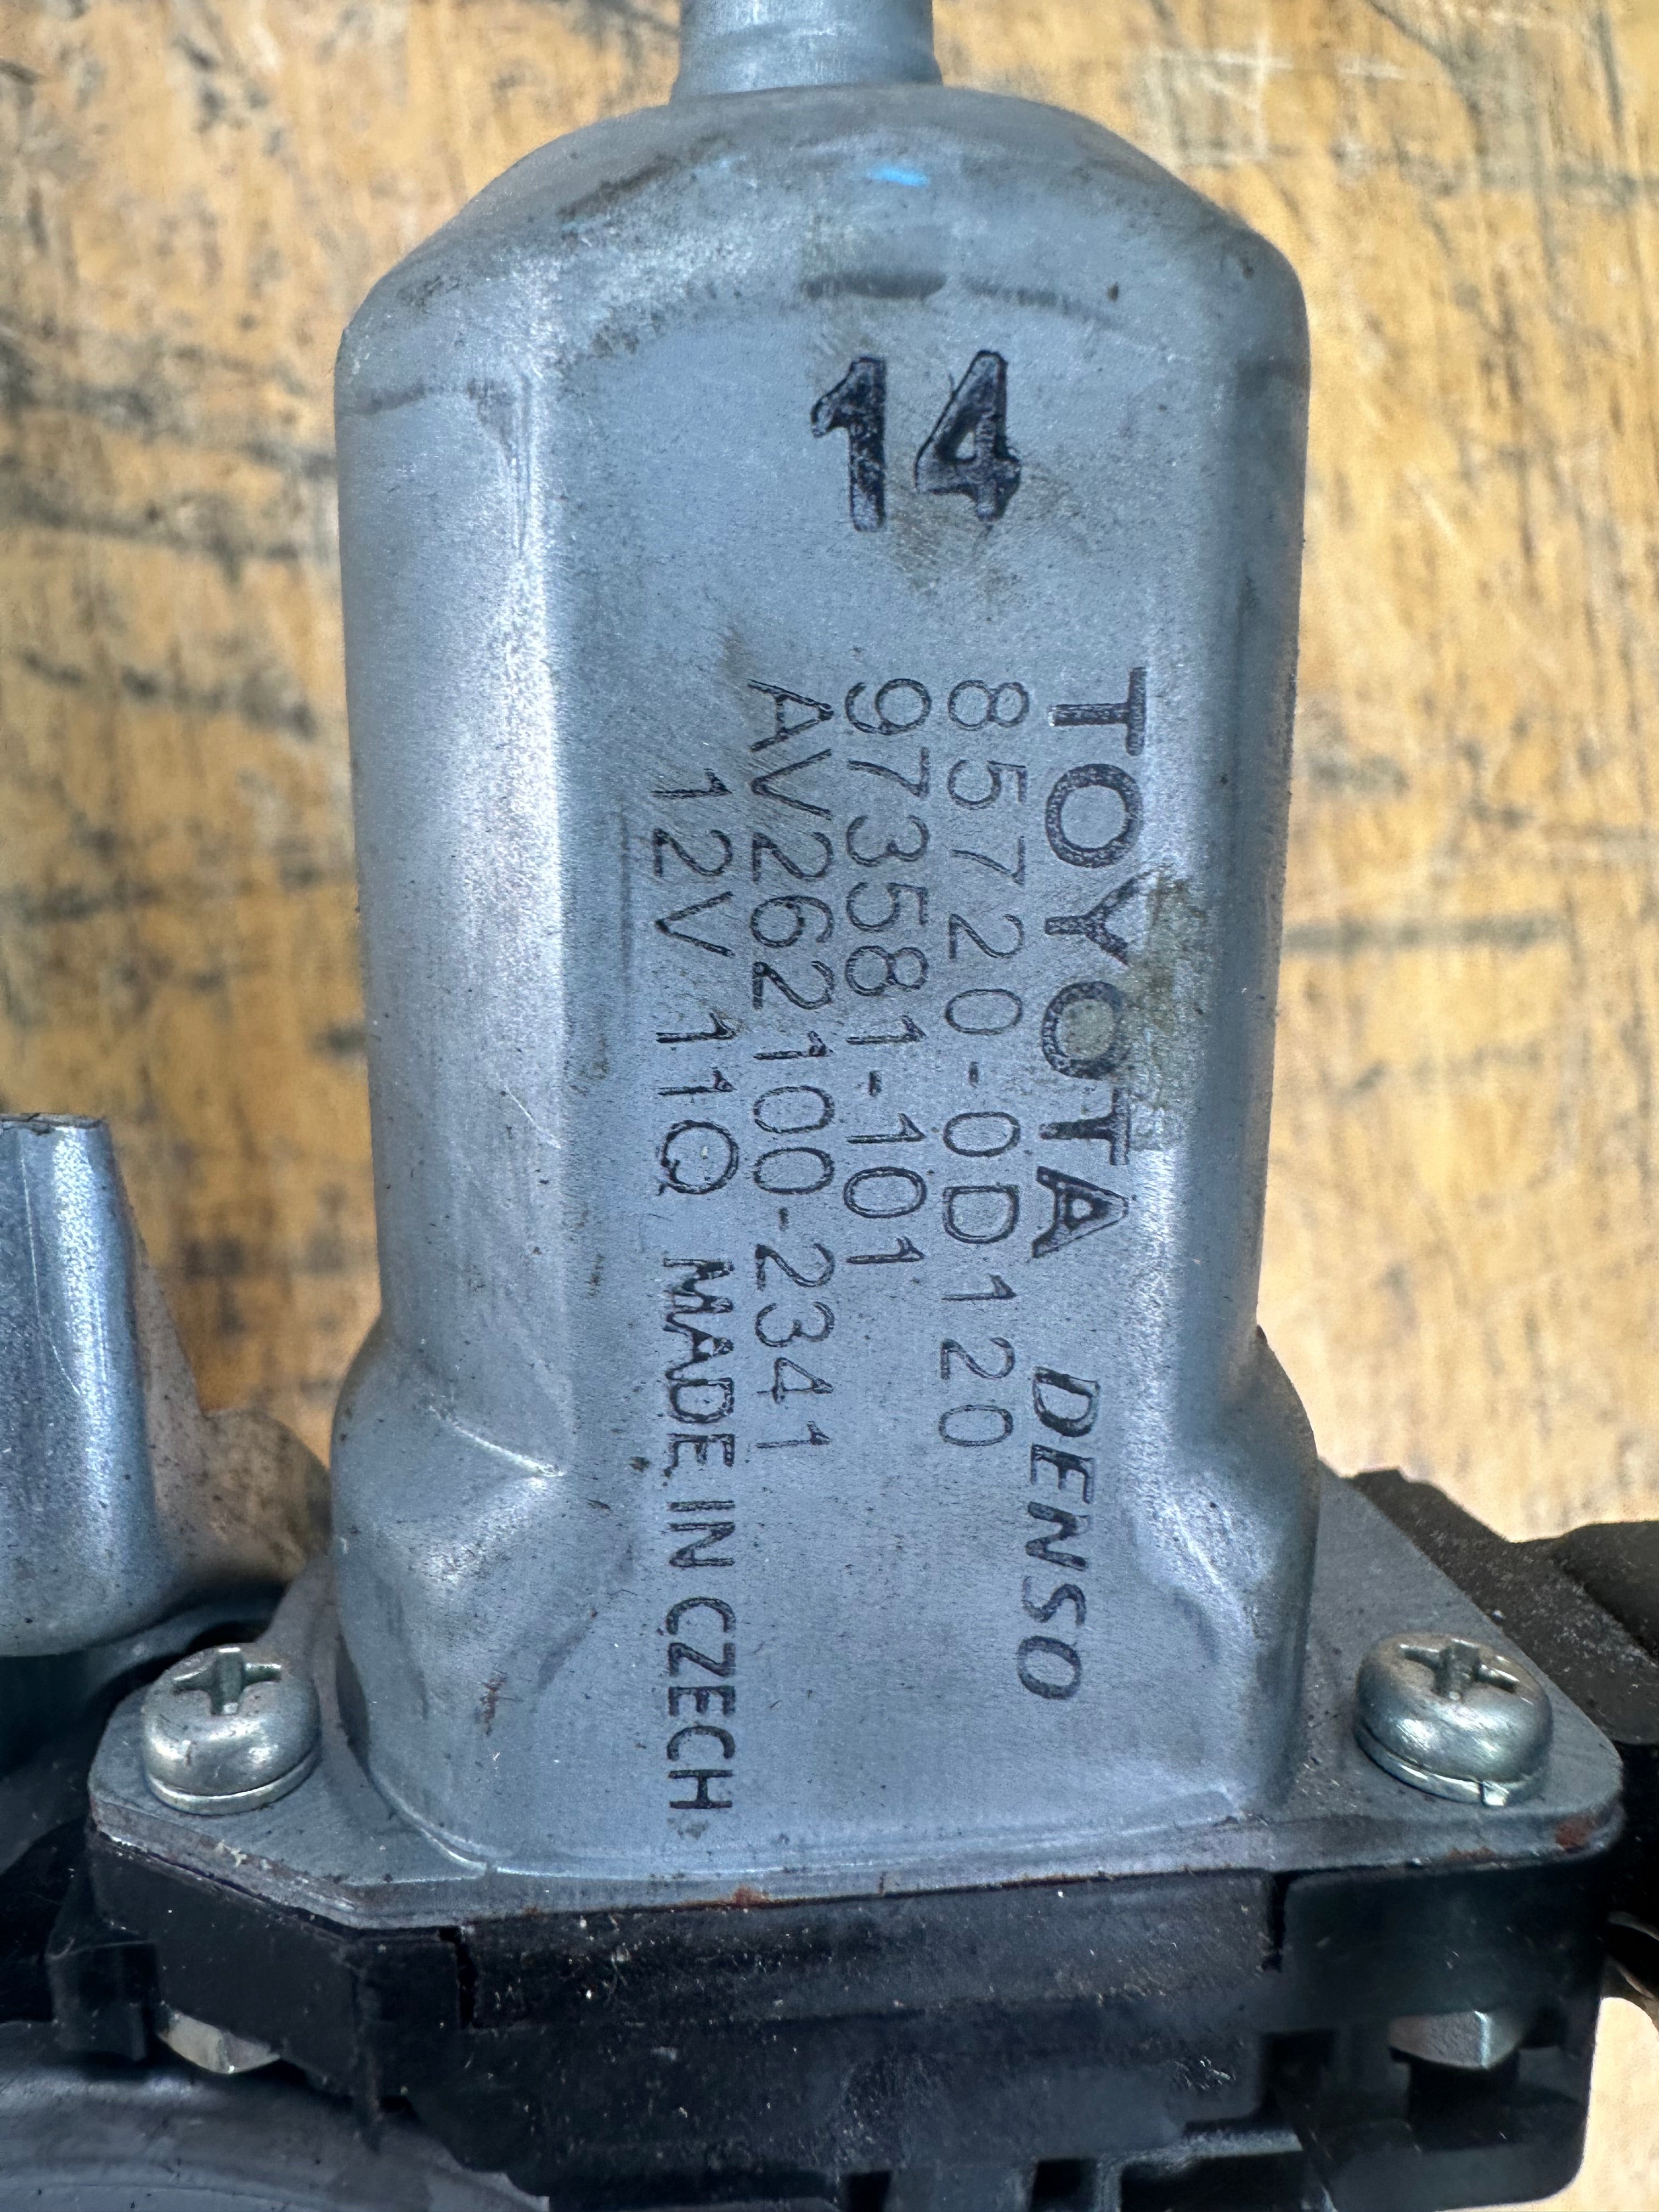 14
TOYOTA DENSO
85720-0D120
973581-101
AV262100-2341
12V 11Q MADE IN CZECH